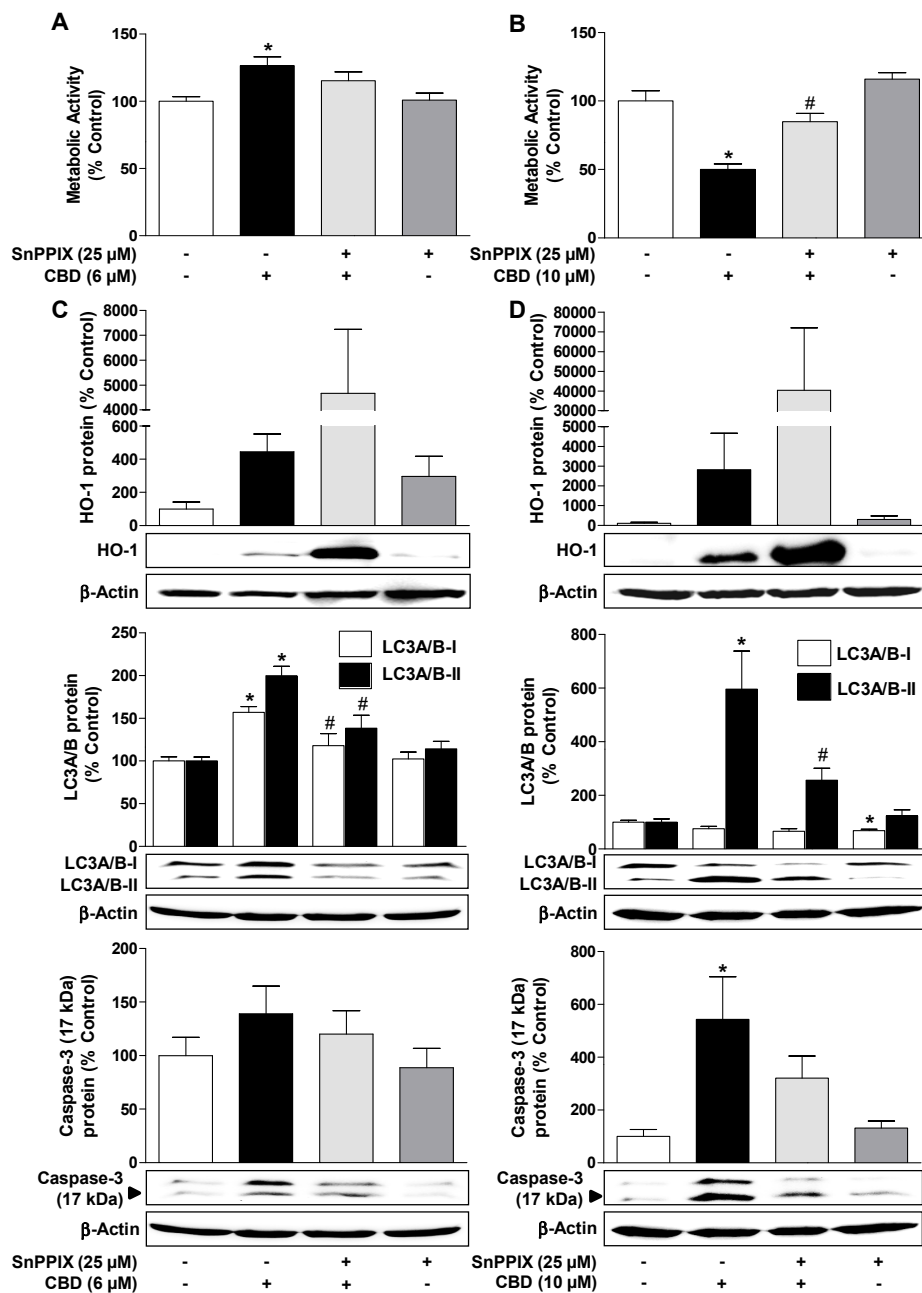 A
Metabolic Activity
(% Control)
150
100
50
0
*
SnPPIX (25 µM) - - + +
CBD (6 µM) - + + -
B
Metabolic Activity
(% Control)
150
100
50
0
*
#
SnPPIX (25 µM) - - + +
CBD (10 µM) - + + -
C
HO-1 protein (% Control)
8000
7000
6000
5000
4000
600
400
200
0
HO-1
β-Actin
LC3A/B protein
(% Control)
250
200
150
100
50
0
* * # #
LC3A/B-I
LC3A/B-II
LC3A/B-I
LC3A/B-II
β-Actin
Caspase-3 (17 kDa)
protein (% Control)
200
150
100
50
0
Caspase-3
(17 kDa)
β-Actin
SnPPIX (25 µM) - - + +
CBD (6 µM) - + + -
D
HO-1 protein (% Control)
80000
70000
60000
50000
40000
30000
5000
4000
3000
2000
1000
0
HO-1
β-Actin
LC3A/B protein
(% Control)
800
600
400
200
0
* # *
LC3A/B-I
LC3A/B-II
LC3A/B-I
LC3A/B-II
β-Actin
Caspase-3 (17 kDa)
protein (% Control)
800
600
400
200
0
*
Caspase-3
(17 kDa)
β-Actin
SnPPIX (25 µM) - - + +
CBD (10 µM) - + + -